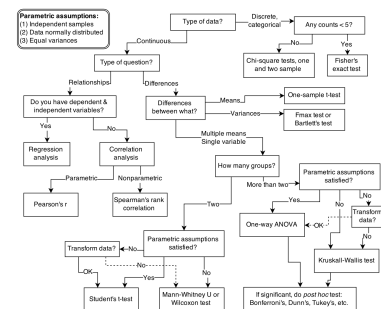 Parametric assumptions:
(1) Independent samples
(2) Data normally distributed
(3) Equal variances
Type of data?
Discrete,
categorical
Any counts < 5?
Continuous
No
Yes
Chi-square tests, one
and two sample
Fisher's
exact test
Type of question?
Relationships
Differences
Do you have dependent &
independent variables?
Differences
between what?
Means
One-sample t-test
Variances
Fmax test or
Bartlett's test
Yes
No
Regression
analysis
Correlation
analysis
Multiple means
Single variable
How many groups?
Parametric
Nonparametric
Pearson's r
Spearman's rank
correlation
Two
More than two
Parametric assumptions
satisfied?
Yes
No
Transform
data?
OK
No
One-way ANOVA
Kruskall-Wallis test
Transform data?
No
Parametric assumptions
satisfied?
OK
No
Yes
No
Student's t-test
Mann-Whitney U or
Wilcoxon test
If significant, do post hoc test:
Bonferroni's, Dunn's, Tukey's, etc.